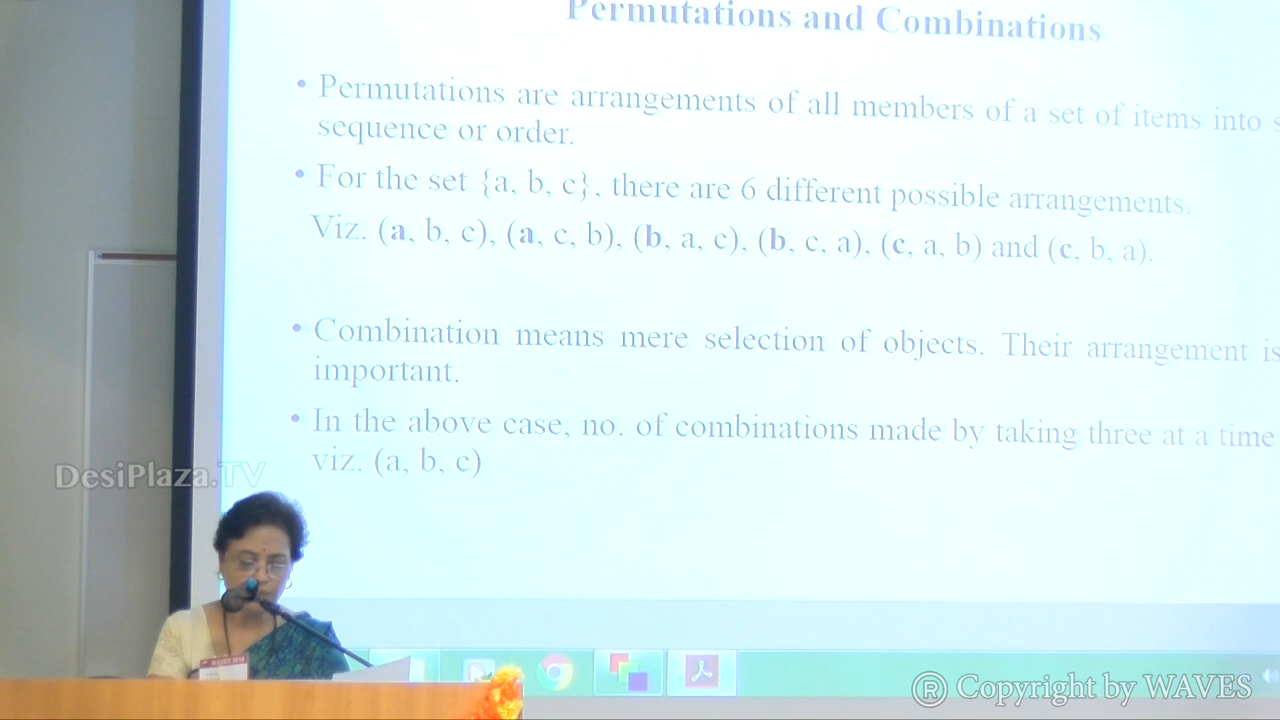 Permutations and Combinations
• Permutations are arrangements of all members of a set of items into
sequence or order.
• For the set {a, b, c}, there are 6 different possible arrangements.
Viz. (a, b, c), (a, c, b), (b, a, c), (b, c, a), (c, a, b) and (c, b, a).
• Combination means mere selection of objects. Their arrangement is
important.
• In the above case, no. of combinations made by taking three at a time
viz. (a, b, c)
DesiPlaza.TV
® Copyright by WAVES